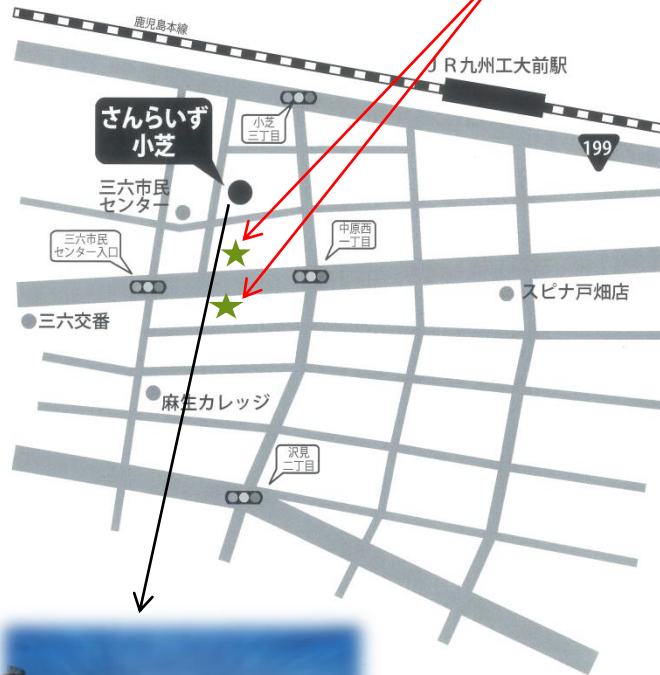 鹿児島本線
JR九州工大前駅
小芝
三丁目
199
さんらいず
小芝
三六市民
センター
中原西
一丁目
三六市民
センター入口
スピナ戸畑店
三六交番
麻生カレッジ
沢見
二丁目